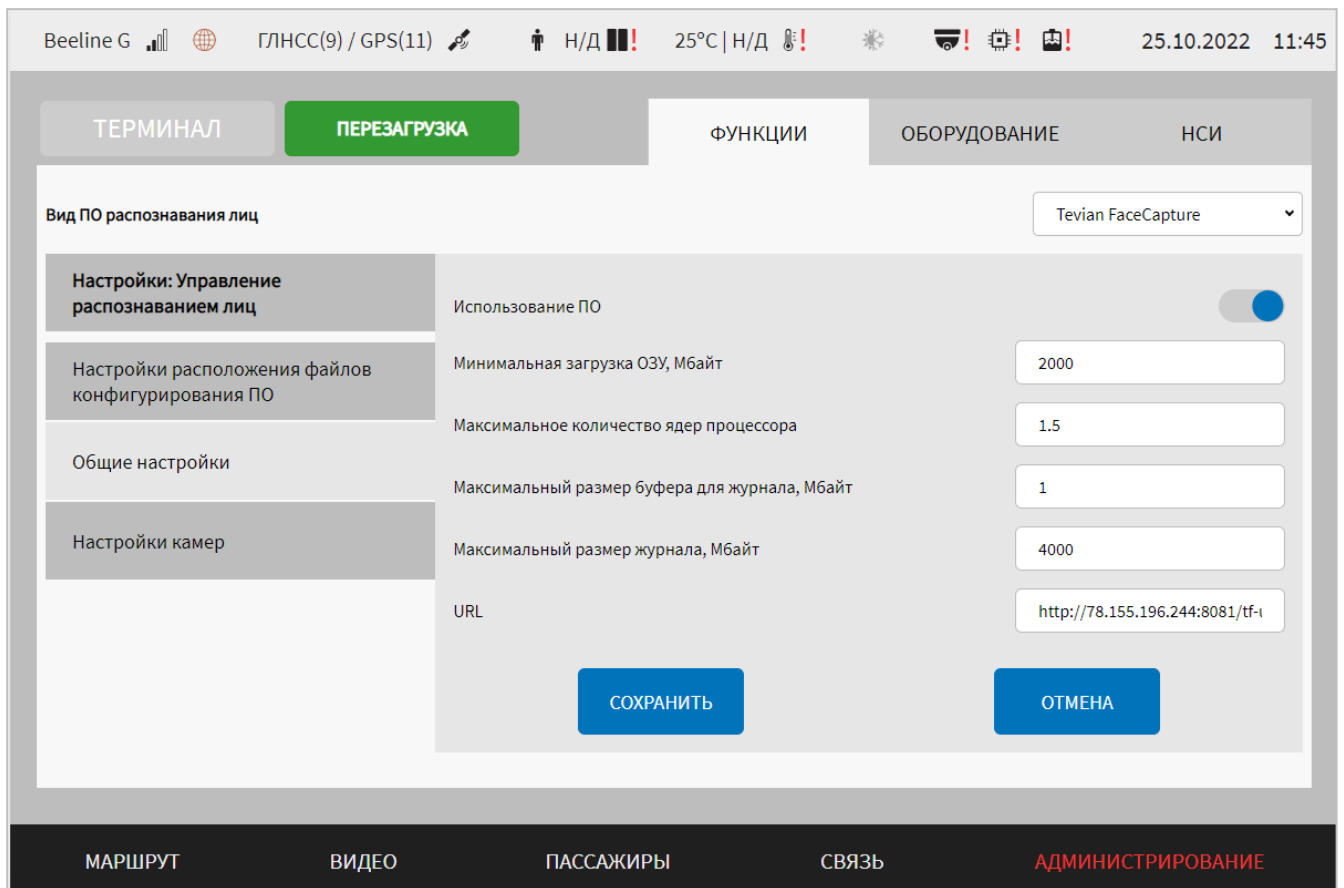 Beeline G ГЛНСС(9) / GPS(11) Н/Д ! 25°C | Н/Д ! ! ! ! 25.10.2022 11:45
ТЕРМИНАЛ ПЕРЕЗАГРУЗКА ФУНКЦИИ ОБОРУДОВАНИЕ НСИ
Вид ПО распознавания лиц Tevian FaceCapture
Настройки: Управление
распознаванием лиц
Настройки расположения файлов
конфигурирования ПО
Общие настройки
Настройки камер
Использование ПО
Минимальная загрузка ОЗУ, Мбайт 2000
Максимальное количество ядер процессора 1.5
Максимальный размер буфера для журнала, Мбайт 1
Максимальный размер журнала, Мбайт 4000
URL http://78.155.196.244:8081/tf-
СОХРАНИТЬ ОТМЕНА
МАРШРУТ ВИДЕО ПАССАЖИРЫ СВЯЗЬ АДМИНИСТРИРОВАНИЕ